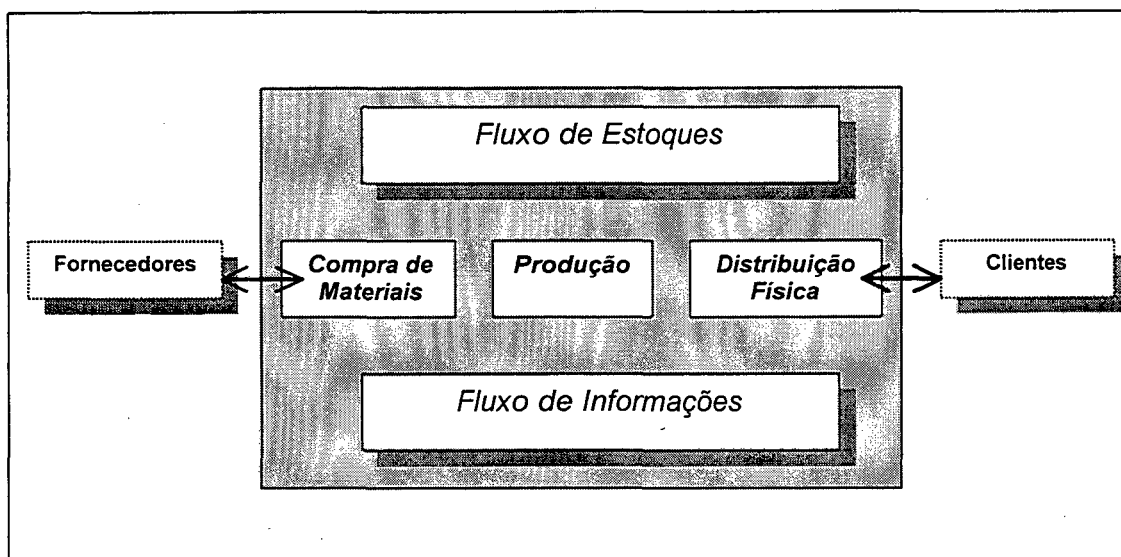 Fluxo de Estoques
Fornecedores
Compra de
Materiais
Produção
Distribuição
Física
Clientes
Fluxo de Informações